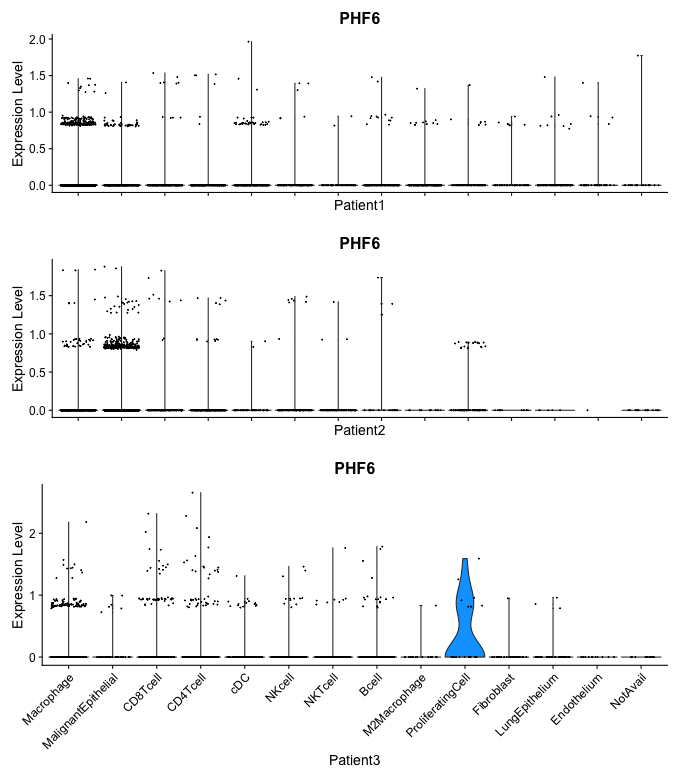 PHF6
Expression Level
2.0
1.5
1.0
0.5
0.0
Patient1
PHF6
Expression Level
1.5
1.0
0.5
0.0
Patient2
PHF6
Expression Level
2
1
0
Macrophage
MalignantEpithelial
CD8Tcell
CD4Tcell
cDC
NKcell
NKTcell
Bcell
M2Macrophage
ProliferatingCell
Fibroblast
LungEpithelium
Endothelium
NotAvail
Patient3